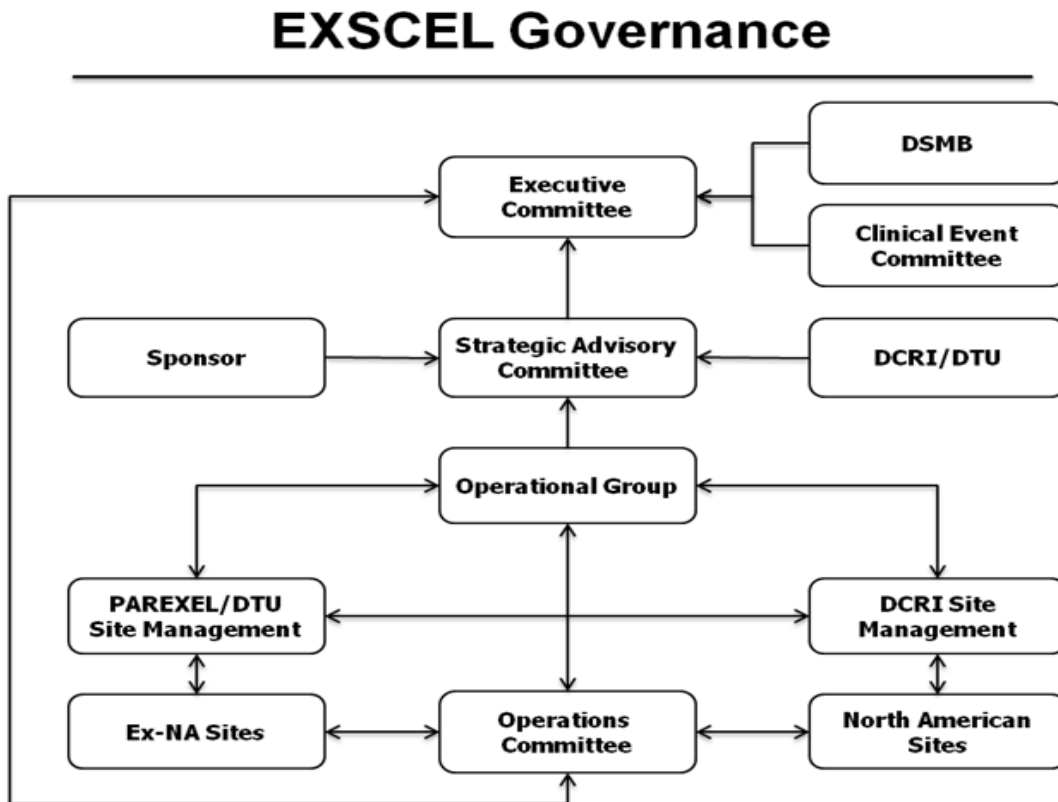 EXSCEL Governance
DSMB
Executive
Committee
Clinical Event
Committee
Sponsor
Strategic Advisory
Committee
DCRI/DTU
Operational Group
PAREXEL/DTU
Site Management
DCRI Site
Management
Ex-NA Sites
Operations
Committee
North American
Sites